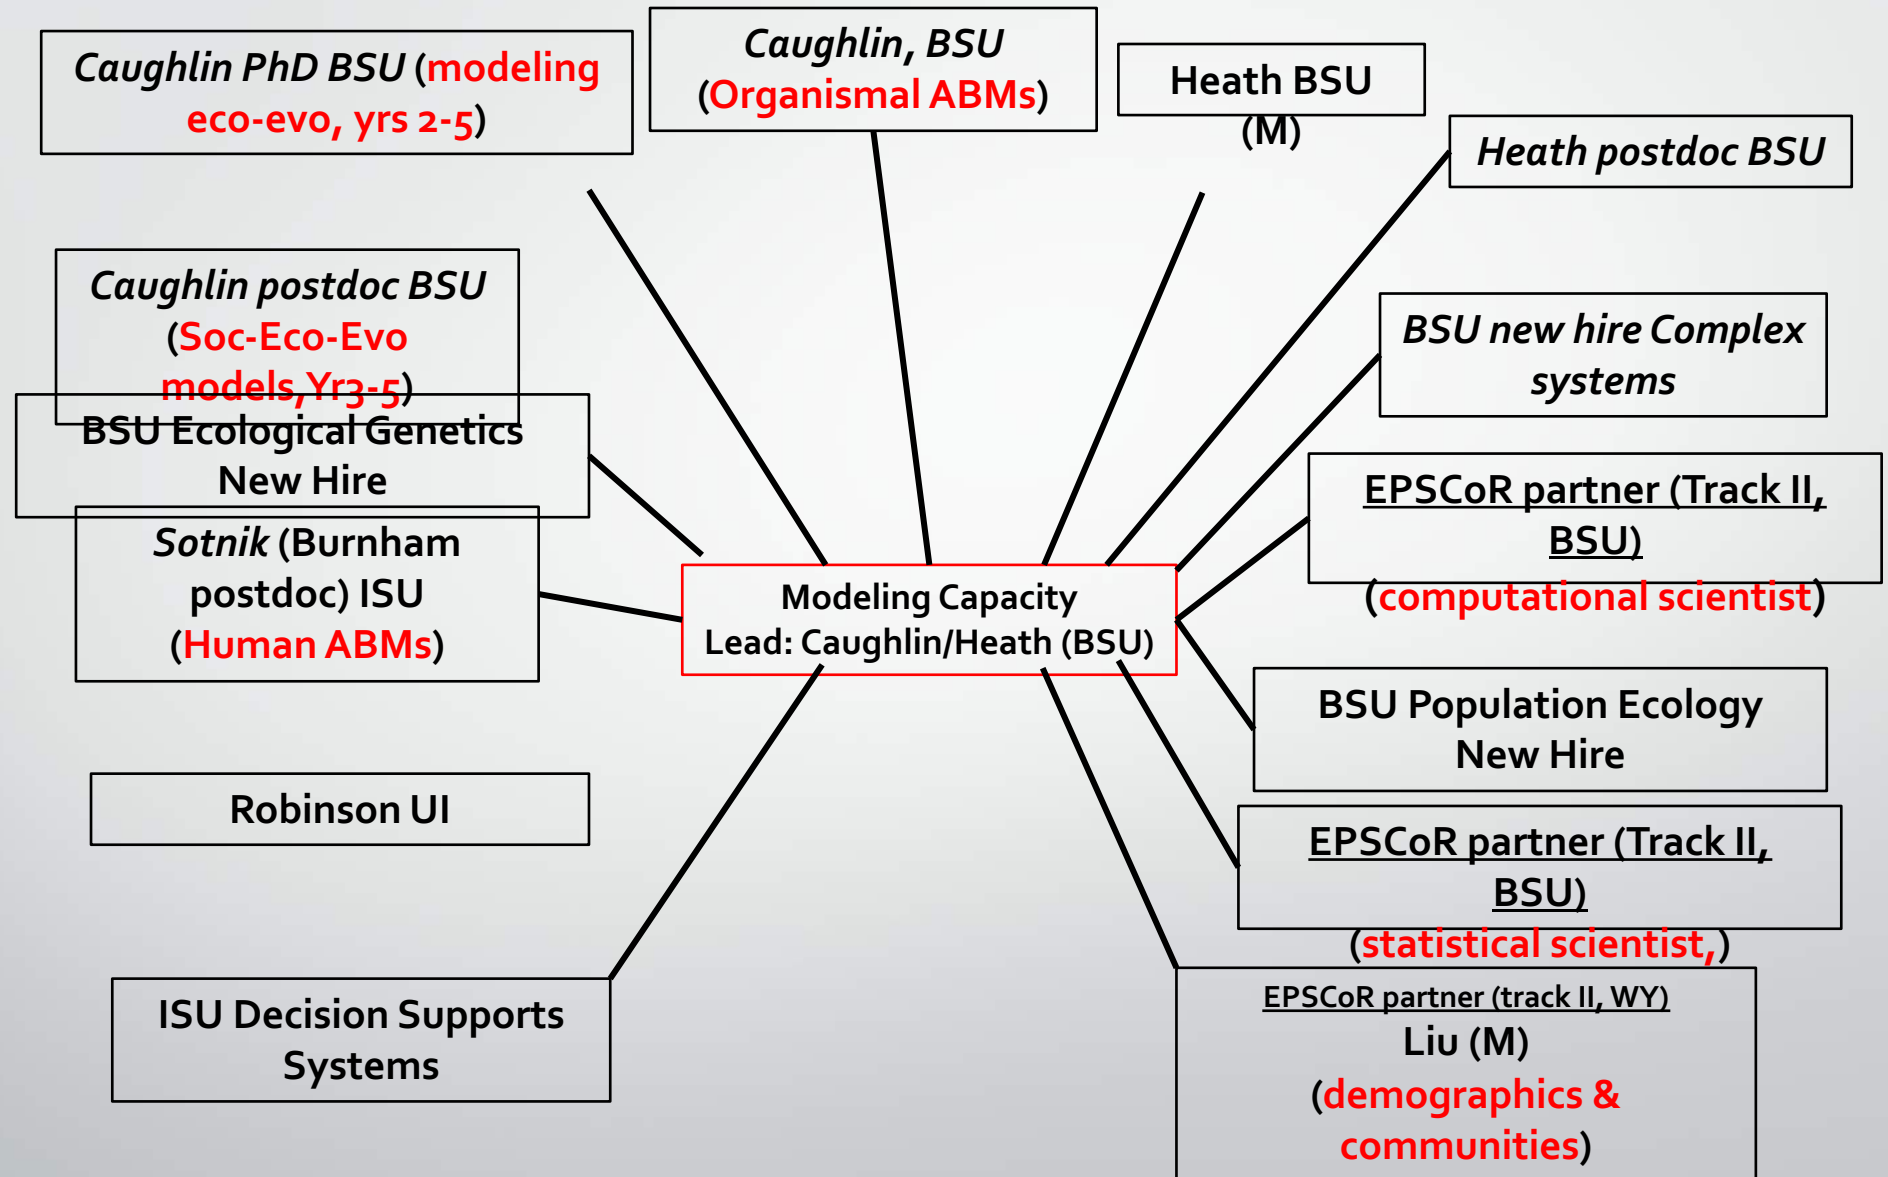 Caughlin PhD BSU (modeling
eco-evo, yrs 2-5)
Caughlin, BSU
(Organismal ABMs)
Heath BSU
(M)
Heath postdoc BSU
Caughlin postdoc BSU
(Soc-Eco-Evo
models,Yr3-5)
BSU new hire Complex
systems
BSU Ecological Genetics
New Hire
EPSCoR partner (Track II,
BSU)
(computational scientist)
Sotnik (Burnham
postdoc) ISU
(Human ABMs)
Modeling Capacity
Lead: Caughlin/Heath (BSU)
BSU Population Ecology
New Hire
Robinson UI
EPSCoR partner (Track II,
BSU)
(statistical scientist,)
ISU Decision Supports
Systems
EPSCoR partner (track II, WY)
Liu (M)
(demographics &
communities)